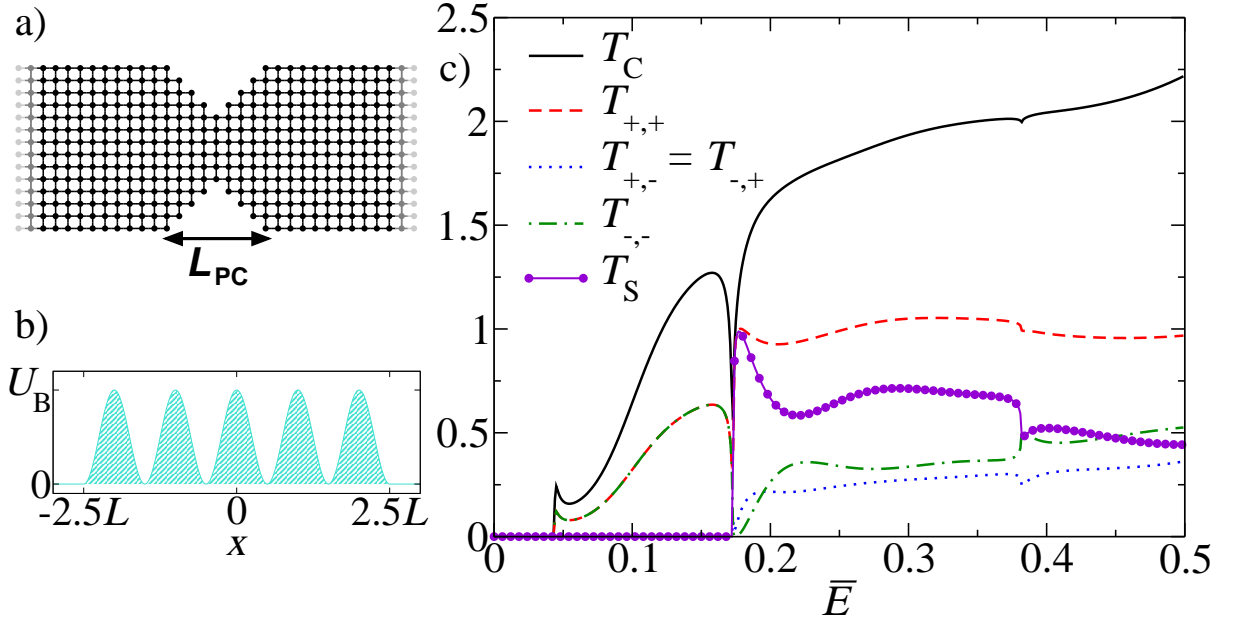 a)
L_PC
b)
U_B
0
-2.5L 0 2.5L
x
c)
2.5
2
1.5
1
0.5
0
T_C
T_+,+
T_+,- = T_-,+
T_-,-
T_S
0 0.1 0.2 0.3 0.4 0.5
E̅